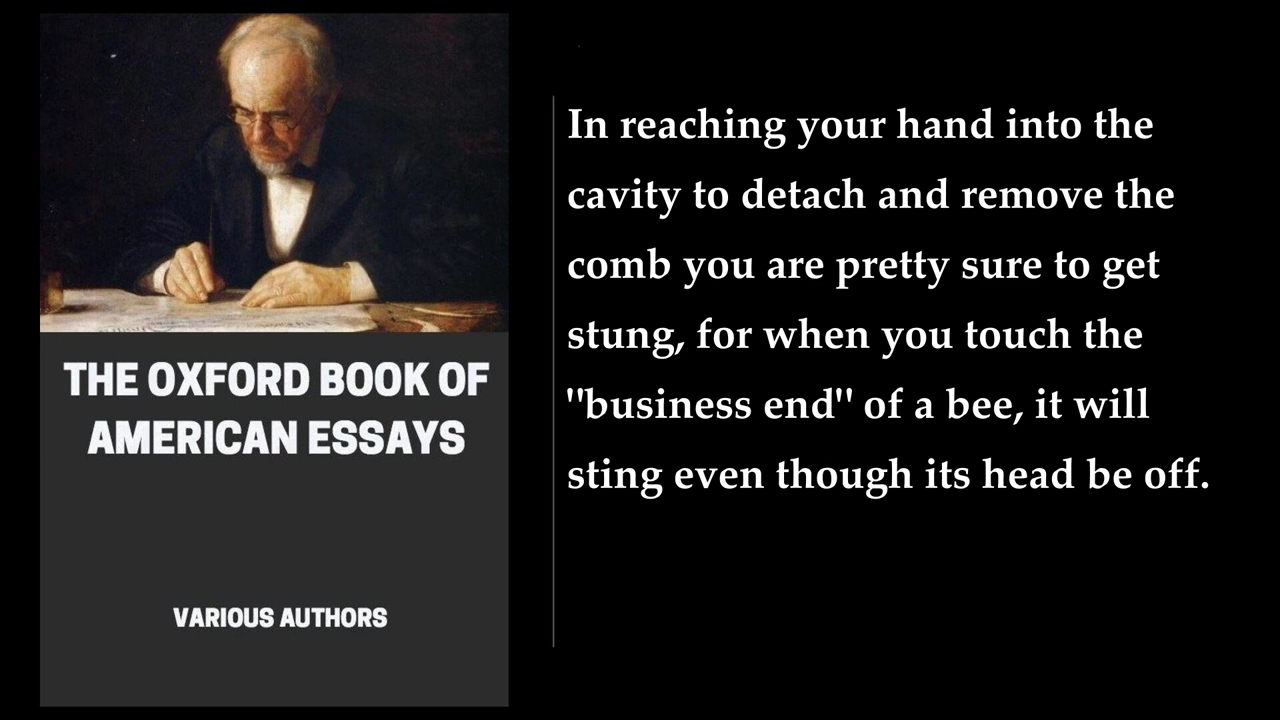 THE OXFORD BOOK OF
AMERICAN ESSAYS
VARIOUS AUTHORS
In reaching your hand into the
cavity to detach and remove the
comb you are pretty sure to get
stung, for when you touch the
"business end" of a bee, it will
sting even though its head be off.